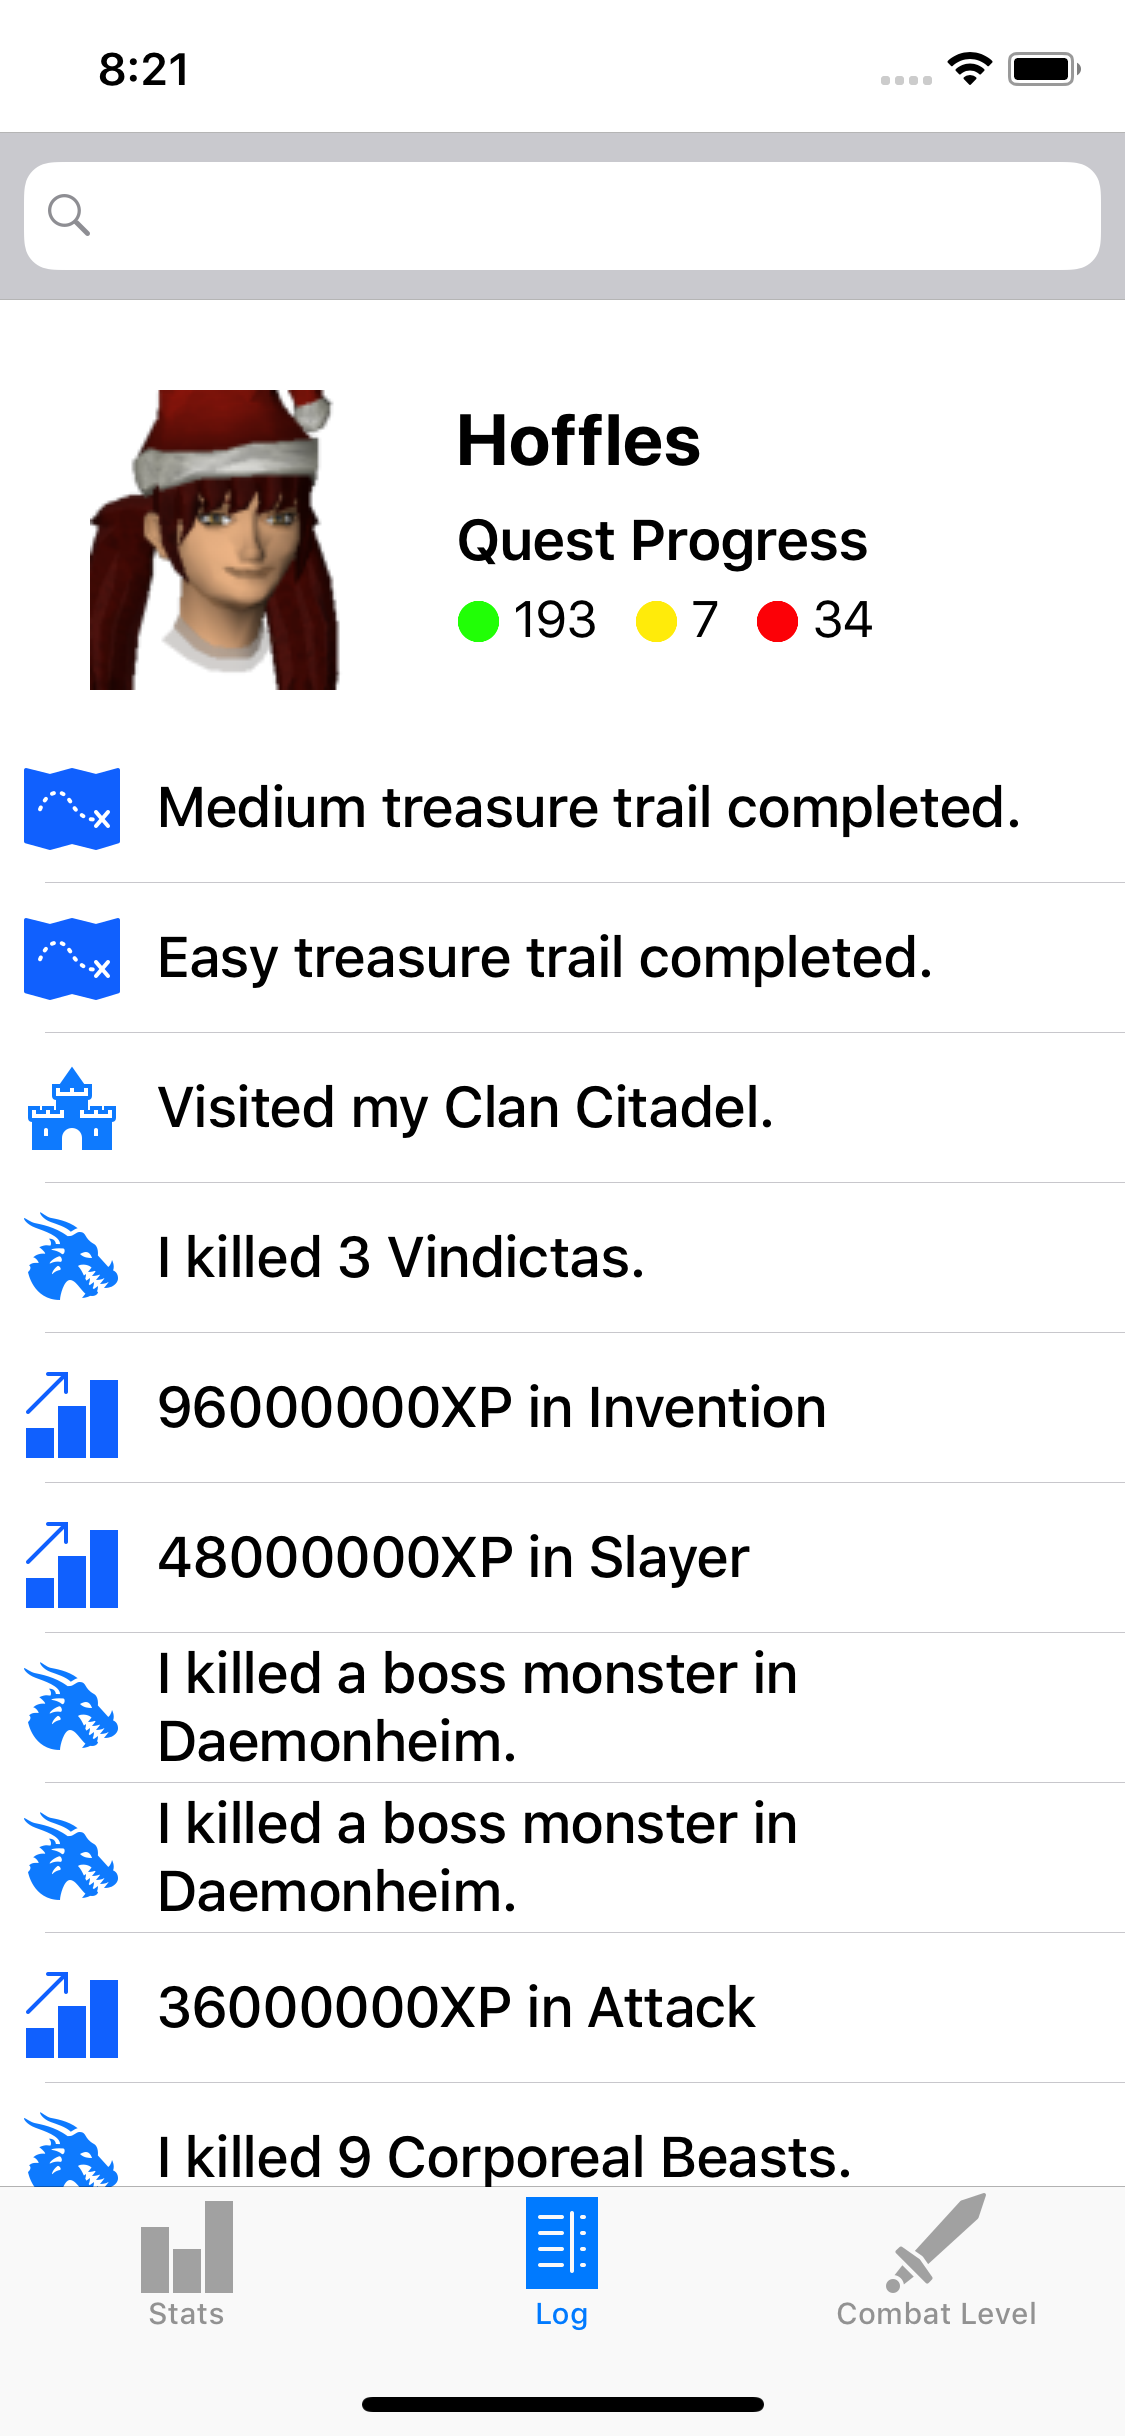 8:21
Hoffles
Quest Progress
193 7 34
Medium treasure trail completed.
Easy treasure trail completed.
Visited my Clan Citadel.
I killed 3 Vindictas.
96000000XP in Invention
48000000XP in Slayer
I killed a boss monster in
Daemonheim.
I killed a boss monster in
Daemonheim.
36000000XP in Attack
I killed 9 Corporeal Beasts.
Stats Log Combat Level